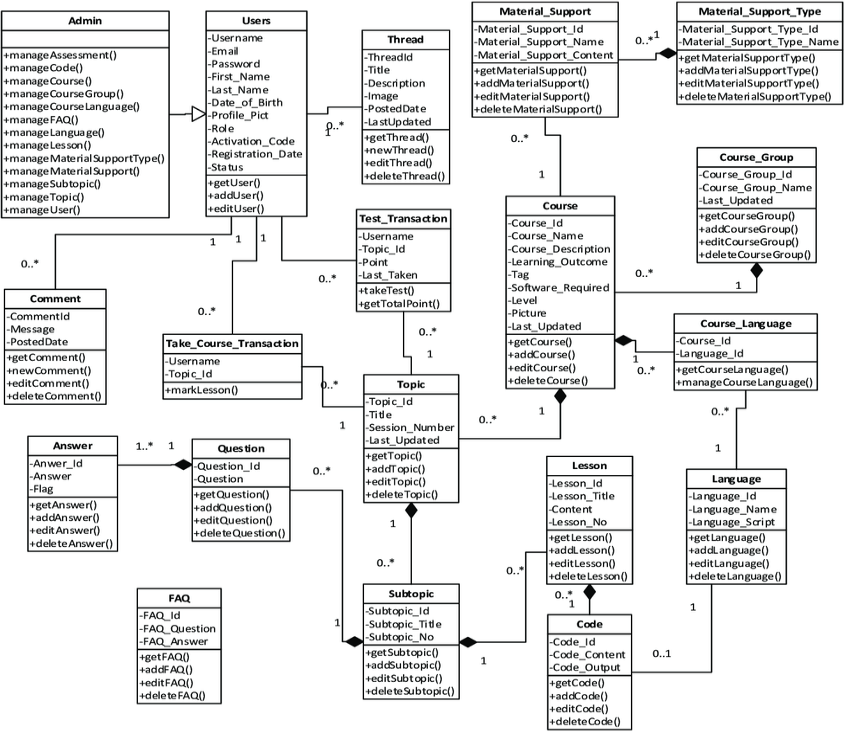 Admin
+manageAssessment()
+manageCode()
+manageCourse()
+manageCourseGroup()
+manageCourseLanguage()
+manageFAQ()
+manageLanguage()
+manageLesson()
+manageMaterialSupportType()
+manageMaterialSupport()
+manageSubtopic()
+manageTopic()
+manageUser()
Users
-Username
-Email
-Password
-First_Name
-Last_Name
-Date_of_Birth
-Profile_Pict
-Role
-Activation_Code
-Registration_Date
-Status
+getUser()
+addUser()
+editUser()
Thread
-ThreadId
-Title
-Description
-Image
-PostedDate
-LastUpdated
+getThread()
+newThread()
+editThread()
+deleteThread()
0..*
1
Material_Support
-Material_Support_Id
-Material_Support_Name
-Material_Support_Content
+getMaterialSupport()
+addMaterialSupport()
+editMaterialSupport()
+deleteMaterialSupport()
0..*
1
Material_Support_Type
-Material_Support_Type_Id
-Material_Support_Type_Name
+getMaterialSupportType()
+addMaterialSupportType()
+editMaterialSupportType()
+deleteMaterialSupportType()
0..*
1
Course_Group
-Course_Group_Id
-Course_Group_Name
-Last_Updated
+getCourseGroup()
+addCourseGroup()
+editCourseGroup()
+deleteCourseGroup()
Course
-Course_Id
-Course_Name
-Course_Description
-Learning_Outcome
-Tag
-Software_Required
-Level
-Picture
-Last_Updated
+getCourse()
+addCourse()
+editCourse()
+deleteCourse()
0..*
1
Test_Transaction
-Username
-Topic_Id
-Point
-Last_Taken
+takeTest()
+getTotalPoint()
1
1
1
0..*
0..*
0..*
Comment
-CommentId
-Message
-PostedDate
+getComment()
+newComment()
+editComment()
+deleteComment()
Take_Course_Transaction
-Username
-Topic_Id
+markLesson()
0..*
1
0..*
1
Course_Language
-Course_Id
-Language_Id
+getCourseLanguage()
+manageCourseLanguage()
1
0..*
0..*
1
Topic
-Topic_Id
-Title
-Session_Number
-Last_Updated
+getTopic()
+addTopic()
+editTopic()
+deleteTopic()
0..*
1
Answer
-Anwer_Id
-Answer
-Flag
+getAnswer()
+addAnswer()
+editAnswer()
+deleteAnswer()
1..*
1
Question
-Question_Id
-Question
+getQuestion()
+addQuestion()
+editQuestion()
+deleteQuestion()
0..*
1
Lesson
-Lesson_Id
-Lesson_Title
-Content
-Lesson_No
+getLesson()
+addLesson()
+editLesson()
+deleteLesson()
Language
-Language_Id
-Language_Name
-Language_Script
+getLanguage()
+addLanguage()
+editLanguage()
+deleteLanguage()
1
0..*
0..*
1
0..*
1
1
0..1
FAQ
-FAQ_Id
-FAQ_Question
-FAQ_Answer
+getFAQ()
+addFAQ()
+editFAQ()
+deleteFAQ()
Subtopic
-Subtopic_Id
-Subtopic_Title
-Subtopic_No
+getSubtopic()
+addSubtopic()
+editSubtopic()
+deleteSubtopic()
Code
-Code_Id
-Code_Content
-Code_Output
+getCode()
+addCode()
+editCode()
+deleteCode()